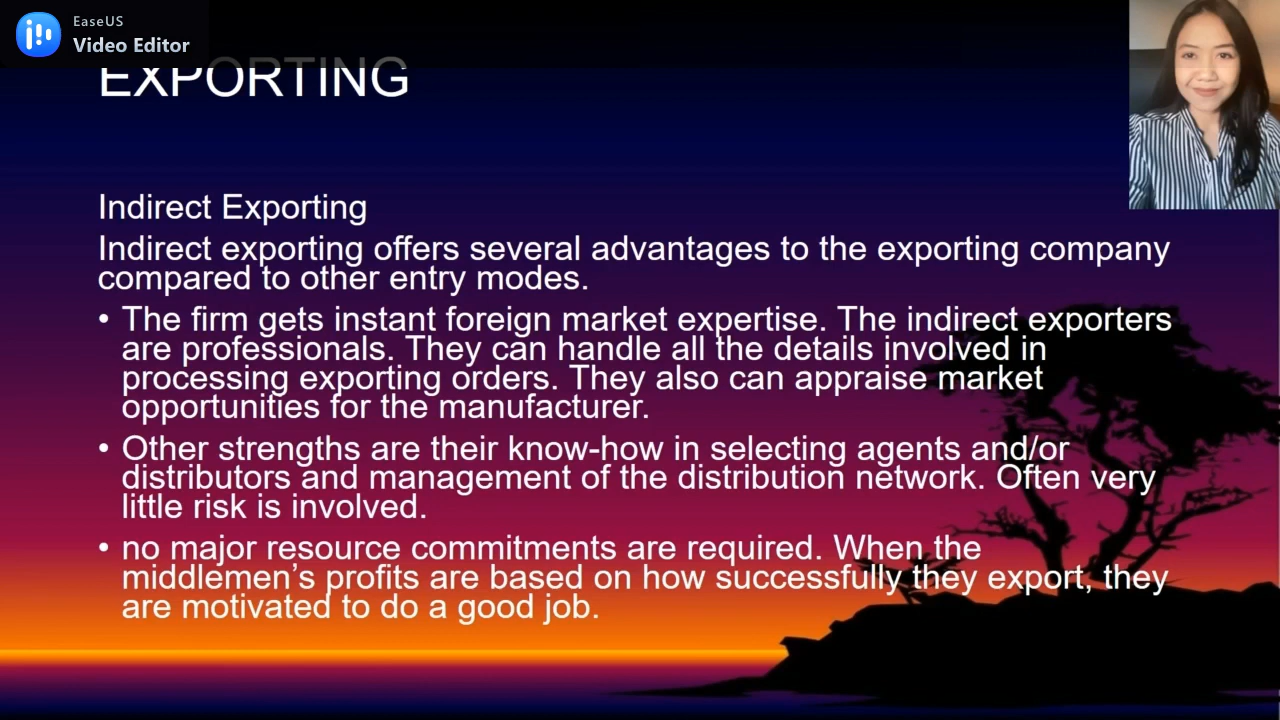 EaseUS
Video Editor
EXPORTING
Indirect Exporting
Indirect exporting offers several advantages to the exporting company
compared to other entry modes.
• The firm gets instant foreign market expertise. The indirect exporters
are professionals. They can handle all the details involved in
processing exporting orders. They also can appraise market
opportunities for the manufacturer.
• Other strengths are their know-how in selecting agents and/or
distributors and management of the distribution network. Often very
little risk is involved.
• no major resource commitments are required. When the
middlemen’s profits are based on how successfully they export, they
are motivated to do a good job.